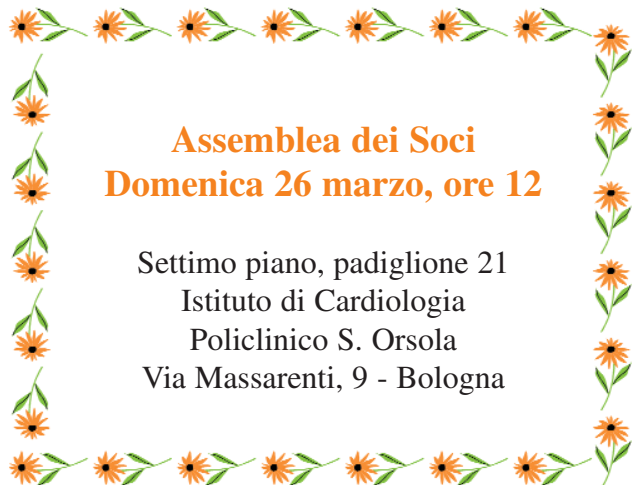 Assemblea dei Soci
Domenica 26 marzo, ore 12
Settimo piano, padiglione 21
Istituto di Cardiologia
Policlinico S. Orsola
Via Massarenti, 9 - Bologna